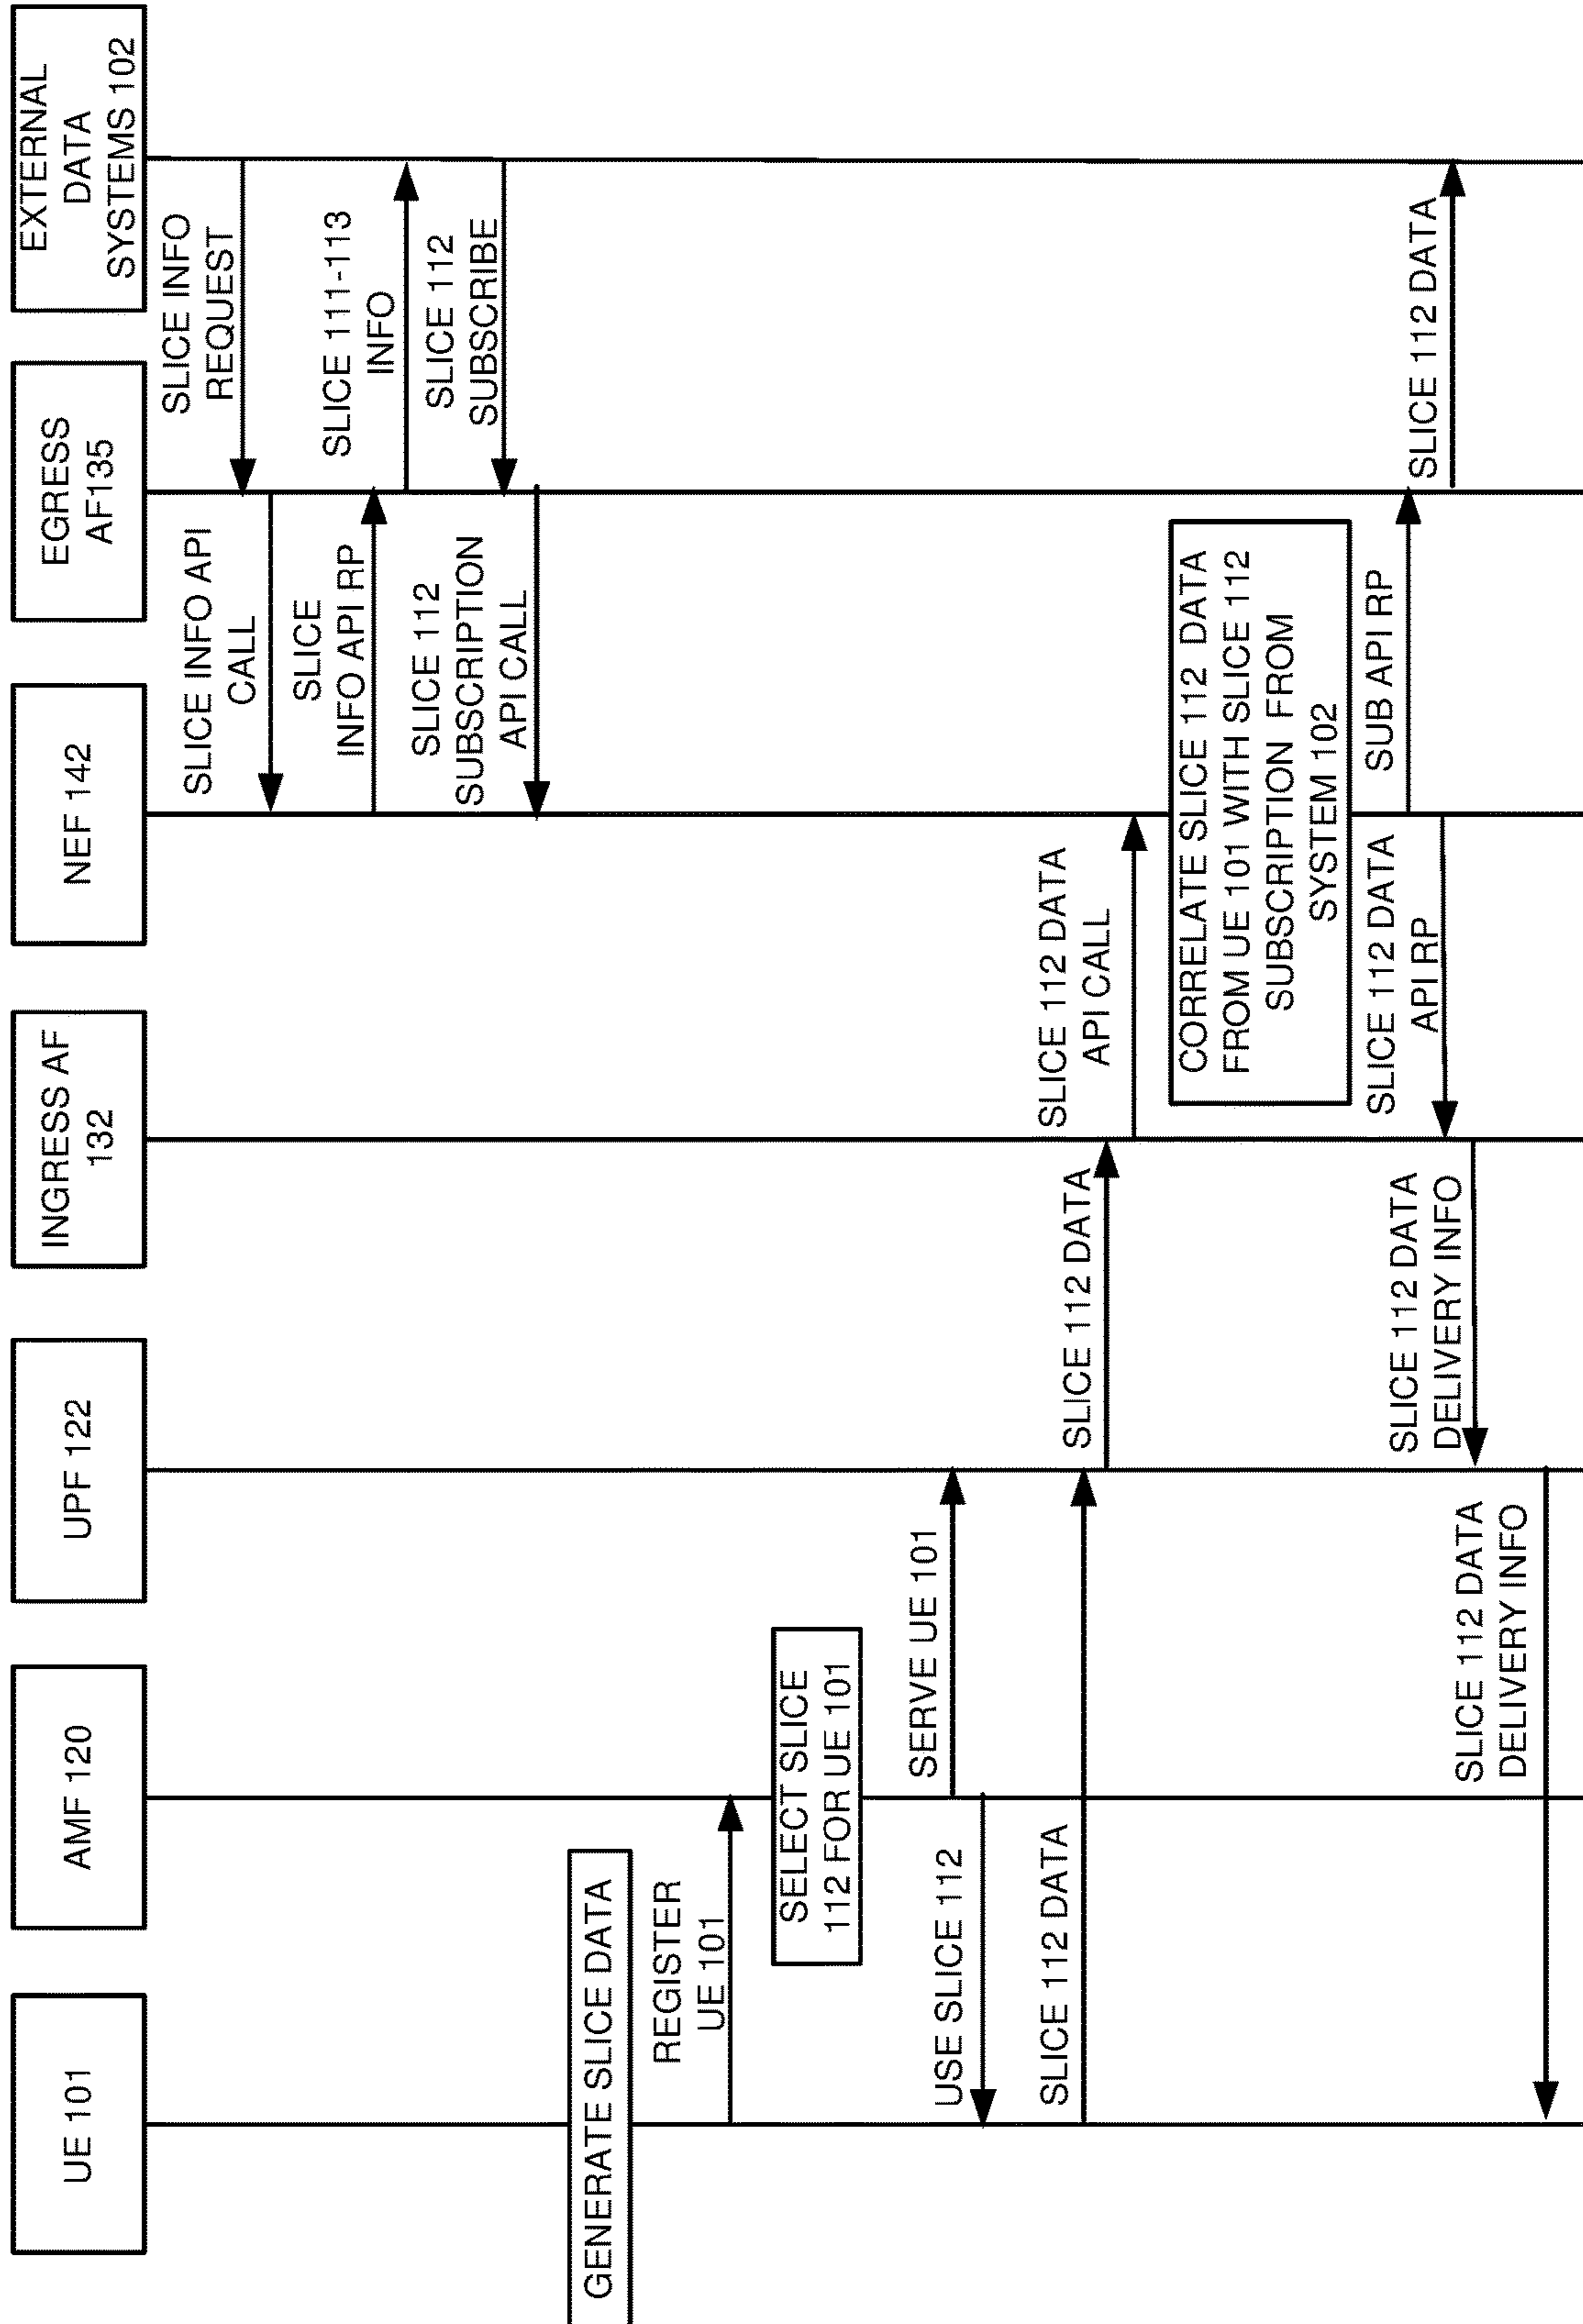 UE 101
AMF 120
UPF 122
INGRESS AF
132
NEF 142
EGRESS
AF135
EXTERNAL
DATA
SYSTEMS 102
SLICE INFO
REQUEST
SLICE INFO API
CALL
SLICE
INFO API RP
SLICE 111-113
INFO
SLICE 112
SUBSCRIBE
SLICE 112
SUBSCRIPTION
API CALL
GENERATE SLICE DATA
REGISTER
UE 101
SELECT SLICE
112 FOR UE 101
SERVE UE 101
USE SLICE 112
SLICE 112 DATA
SLICE 112 DATA
SLICE 112 DATA
API CALL
CORRELATE SLICE 112 DATA
FROM UE 101 WITH SLICE 112
SUBSCRIPTION FROM
SYSTEM 102
SUB API RP
SLICE 112 DATA
SLICE 112 DATA
API RP
SLICE 112 DATA
DELIVERY INFO
SLICE 112 DATA
DELIVERY INFO